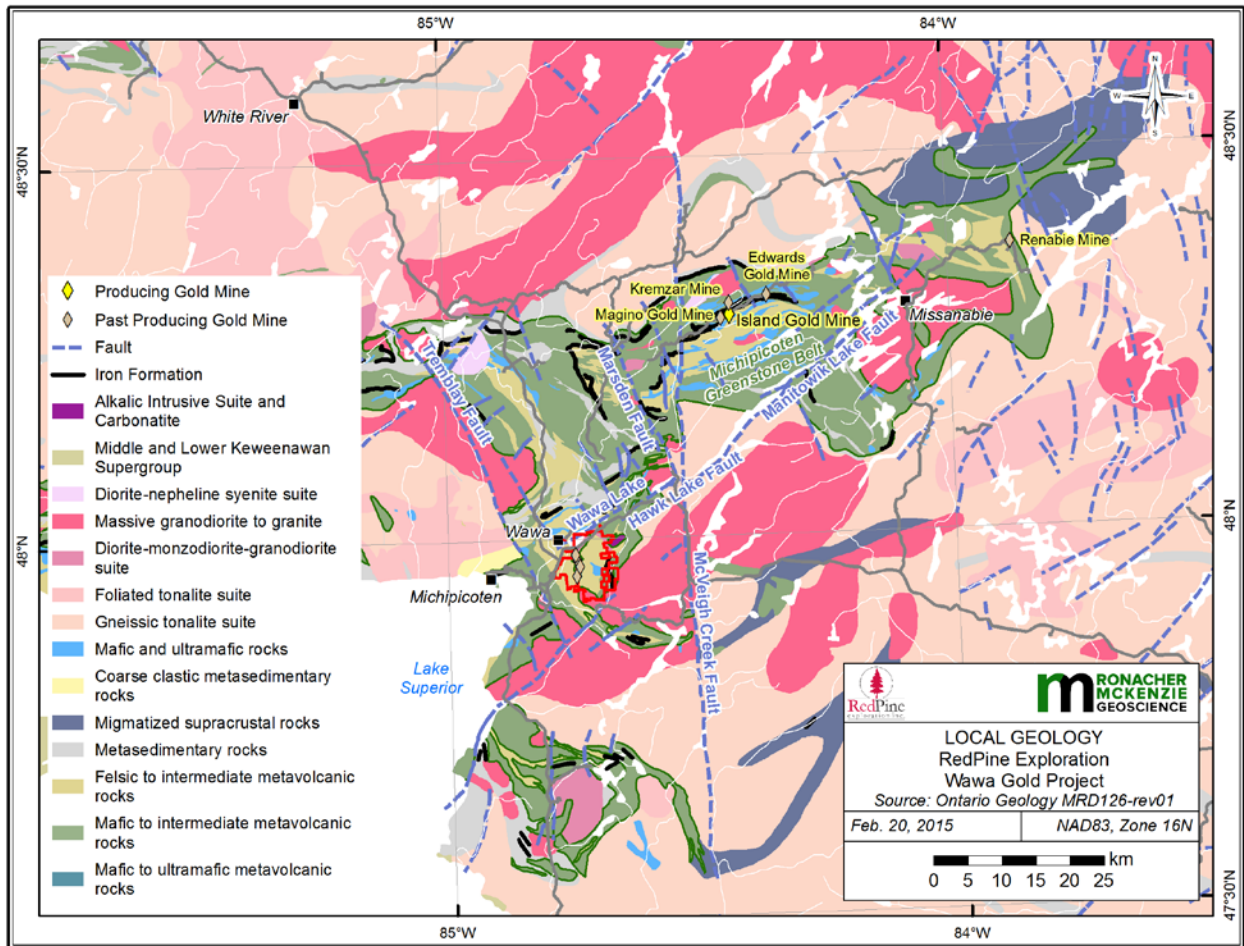 85°W
84°W
White River
48°30'N
48°30'N
N
W
E
S
Renabie Mine
Edwards
Gold Mine
Kremzar Mine
Magino Gold Mine
Island Gold Mine
Missanabie
Michipicoten
Greenstone Belt
Manitowik Lake Fault
Marsden Fault
Tremblay Fault
Wawa Lake
Hawk Lake Fault
McVeigh Creek Fault
Wawa
Michipicoten
Lake
Superior
48°N
48°N
Producing Gold Mine
Past Producing Gold Mine
Fault
Iron Formation
Alkalic Intrusive Suite and
Carbonatite
Middle and Lower Keweenawan
Supergroup
Diorite-nepheline syenite suite
Massive granodiorite to granite
Diorite-monzodiorite-granodiorite
suite
Foliated tonalite suite
Gneissic tonalite suite
Mafic and ultramafic rocks
Coarse clastic metasedimentary
rocks
Migmatized supracrustal rocks
Metasedimentary rocks
Felsic to intermediate metavolcanic
rocks
Mafic to intermediate metavolcanic
rocks
Mafic to ultramafic metavolcanic
rocks
RedPine
Exploration Inc.
RONACHER
MCKENZIE
GEOSCIENCE
LOCAL GEOLOGY
RedPine Exploration
Wawa Gold Project
Source: Ontario Geology MRD126-rev01
Feb. 20, 2015
NAD83, Zone 16N
km
0 5 10 15 20 25
47°30'N
85°W
84°W